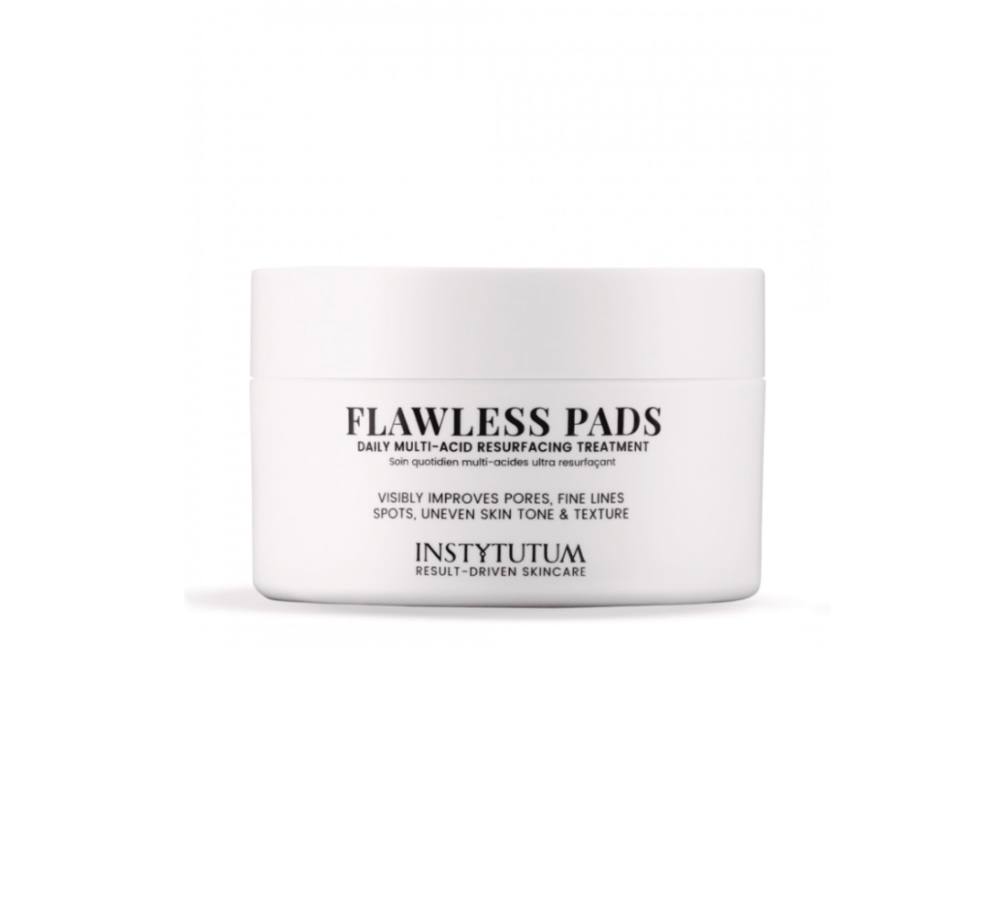 FLAWLESS PADS
DAILY MULTI-ACID RESURFACING TREATMENT
Soin quotidien multi-acides ultra resurfaçant
VISIBLY IMPROVES PORES, FINE LINES
SPOTS, UNEVEN SKIN TONE & TEXTURE
INSTYTUTUM
RESULT-DRIVEN SKINCARE